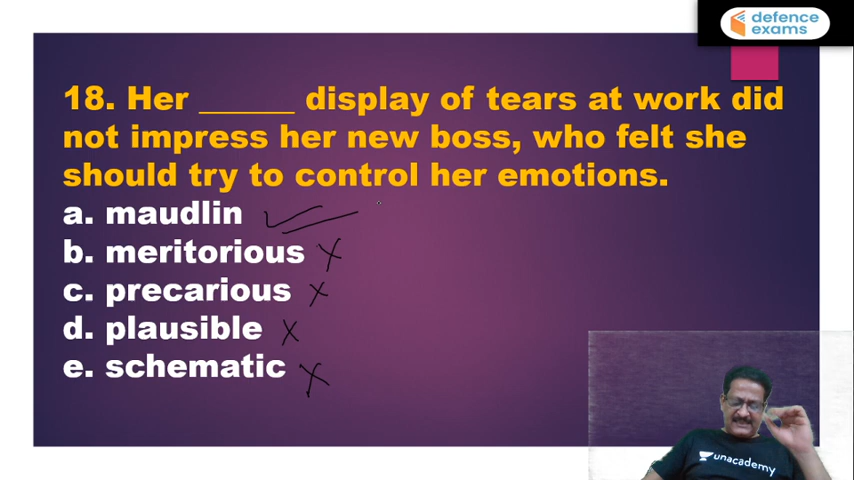 defence
exams
18. Her ______ display of tears at work did
not impress her new boss, who felt she
should try to control her emotions.
a. maudlin
b. meritorious
c. precarious
d. plausible
e. schematic
unacademy